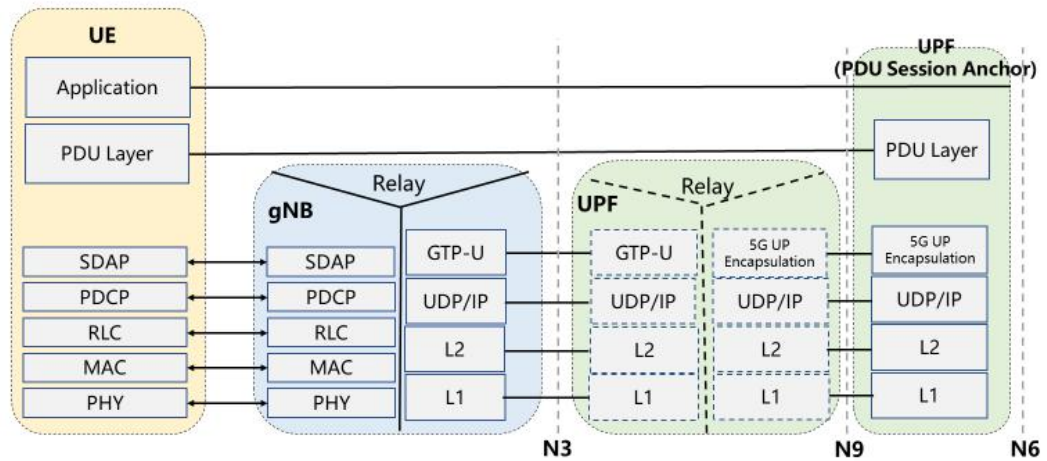 UE
Application
PDU Layer
SDAP
PDCP
RLC
MAC
PHY
Relay
gNB
SDAP
PDCP
RLC
MAC
PHY
GTP-U
UDP/IP
L2
L1
N3
Relay
UPF
GTP-U
UDP/IP
L2
L1
5G UP
Encapsulation
UDP/IP
L2
L1
N9
UPF
(PDU Session Anchor)
PDU Layer
5G UP
Encapsulation
UDP/IP
L2
L1
N6